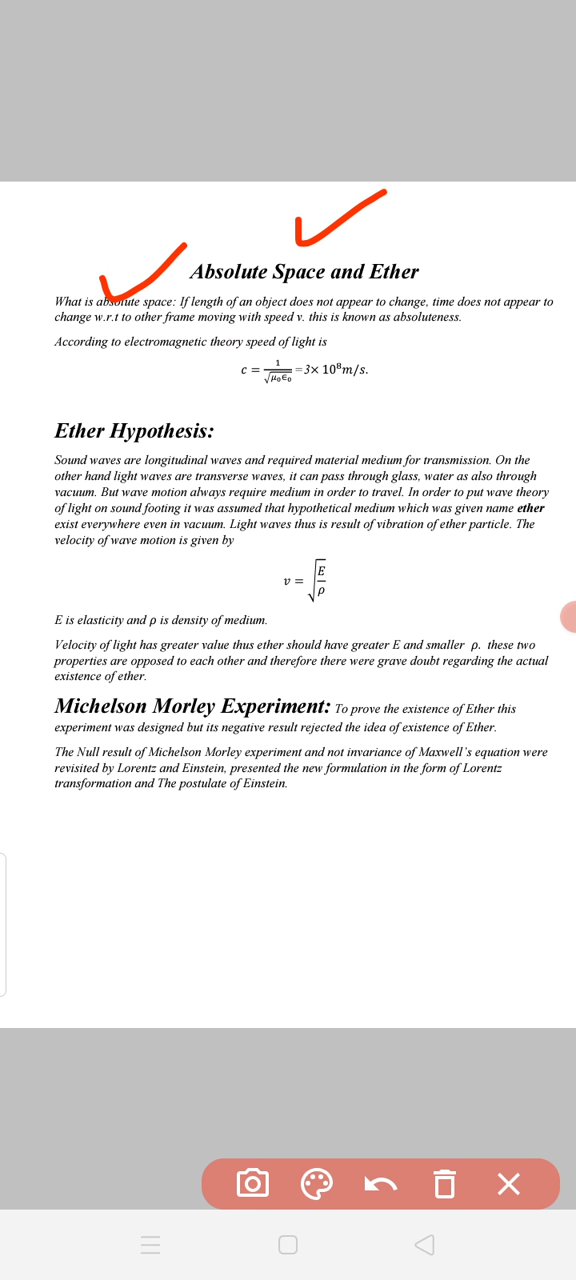 Absolute Space and Ether
What is absolute space: If length of an object does not appear to change, time does not appear to
change w.r.t to other frame moving with speed v. this is known as absoluteness.
According to electromagnetic theory speed of light is
c = 1/√μ₀∈₀ =3× 10⁸m/s.
Ether Hypothesis:
Sound waves are longitudinal waves and required material medium for transmission. On the
other hand light waves are transverse waves, it can pass through glass, water as also through
vacuum. But wave motion always require medium in order to travel. In order to put wave theory
of light on sound footing it was assumed that hypothetical medium which was given name ether
exist everywhere even in vacuum. Light waves thus is result of vibration of ether particle. The
velocity of wave motion is given by
v = √E/ρ
E is elasticity and ρ is density of medium.
Velocity of light has greater value thus ether should have greater E and smaller ρ. these two
properties are opposed to each other and therefore there were grave doubt regarding the actual
existence of ether.
Michelson Morley Experiment: To prove the existence of Ether this
experiment was designed but its negative result rejected the idea of existence of Ether.
The Null result of Michelson Morley experiment and not invariance of Maxwell's equation were
revisited by Lorentz and Einstein, presented the new formulation in the form of Lorentz
transformation and The postulate of Einstein.